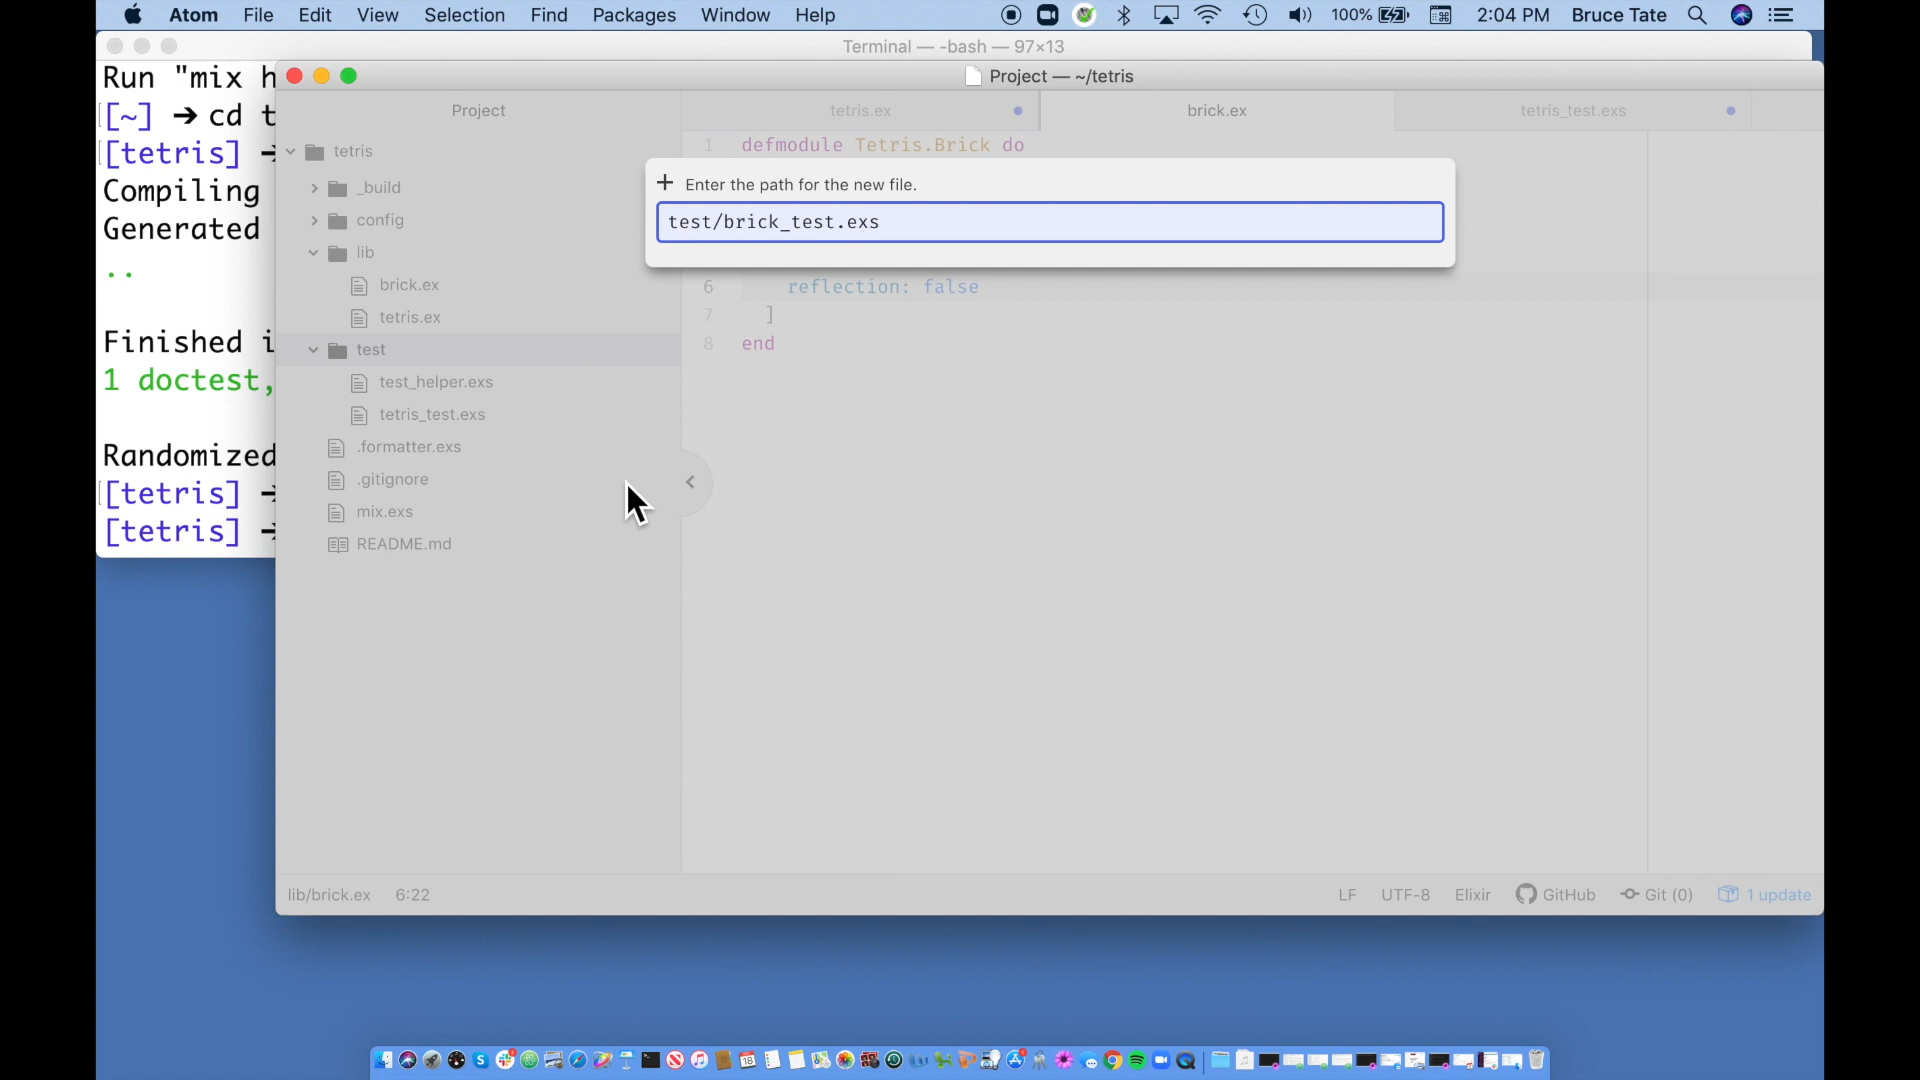 Atom File Edit View Selection Find Packages Window Help 100% 2:04 PM Bruce Tate
Terminal — -bash — 97×13
Run "mix h
[~] ➔ cd t
[tetris] ➔
Compiling
Generated
..
Finished i
1 doctest,
Randomized
[tetris] ➔
[tetris] ➔
Project — ~/tetris
Project
tetris
_build
config
lib
brick.ex
tetris.ex
test
test_helper.exs
tetris_test.exs
.formatter.exs
.gitignore
mix.exs
README.md
tetris.ex brick.ex tetris_test.exs
1 defmodule Tetris.Brick do
Enter the path for the new file.
test/brick_test.exs
6 reflection: false
7 ]
8 end
lib/brick.ex 6:22 LF UTF-8 Elixir GitHub Git (0) 1 update
18